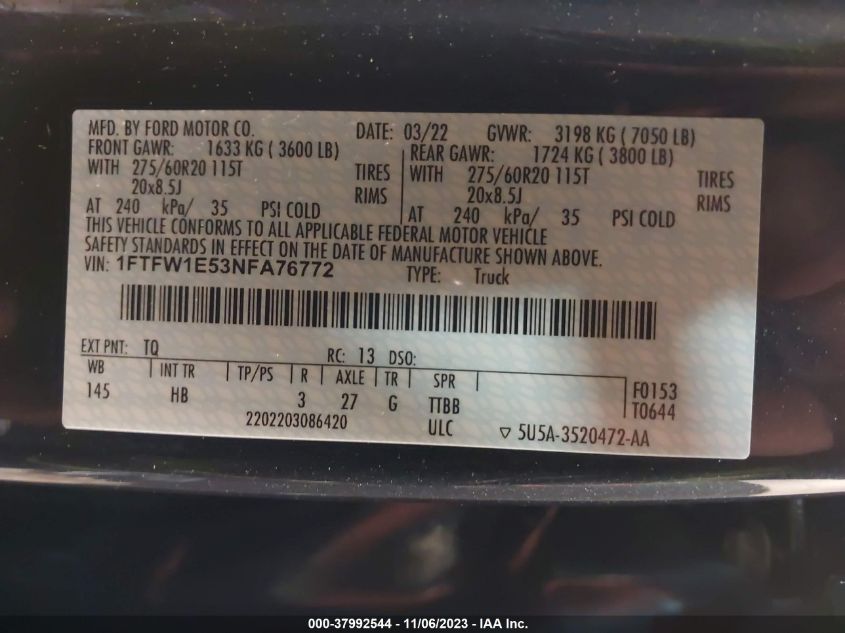 MFD. BY FORD MOTOR CO. DATE: 03/22 GVWR: 3198 KG ( 7050 LB)
FRONT GAWR: 1633 KG ( 3600 LB) REAR GAWR: 1724 KG ( 3800 LB)
WITH 275/60R20 115T TIRES WITH 275/60R20 115T TIRES
20x8.5J RIMS 20x8.5J RIMS
AT 240 kPa/ 35 PSI COLD AT 240 kPa/ 35 PSI COLD
THIS VEHICLE CONFORMS TO ALL APPLICABLE FEDERAL MOTOR VEHICLE
SAFETY STANDARDS IN EFFECT ON THE DATE OF MANUFACTURE SHOWN ABOVE.
VIN: 1FTFW1E53NFA76772 TYPE: Truck
EXT PNT: TQ RC: 13 DSO:
WB INT TR TP/PS R AXLE TR SPR F0153
145 HB 3 27 G TTBB T0644
2202203086420 ULC ▽ 5U5A-3520472-AA
000-37992544 - 11/06/2023 - IAA Inc.